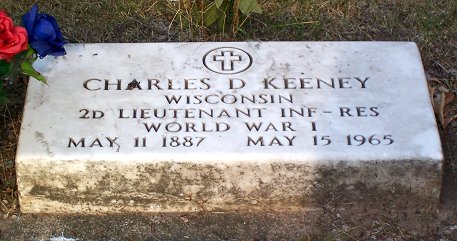 CHARLES D KEENEY
WISCONSIN
2D LIEUTENANT INF-RES
WORLD WAR I
MAY 11 1887 MAY 15 1965